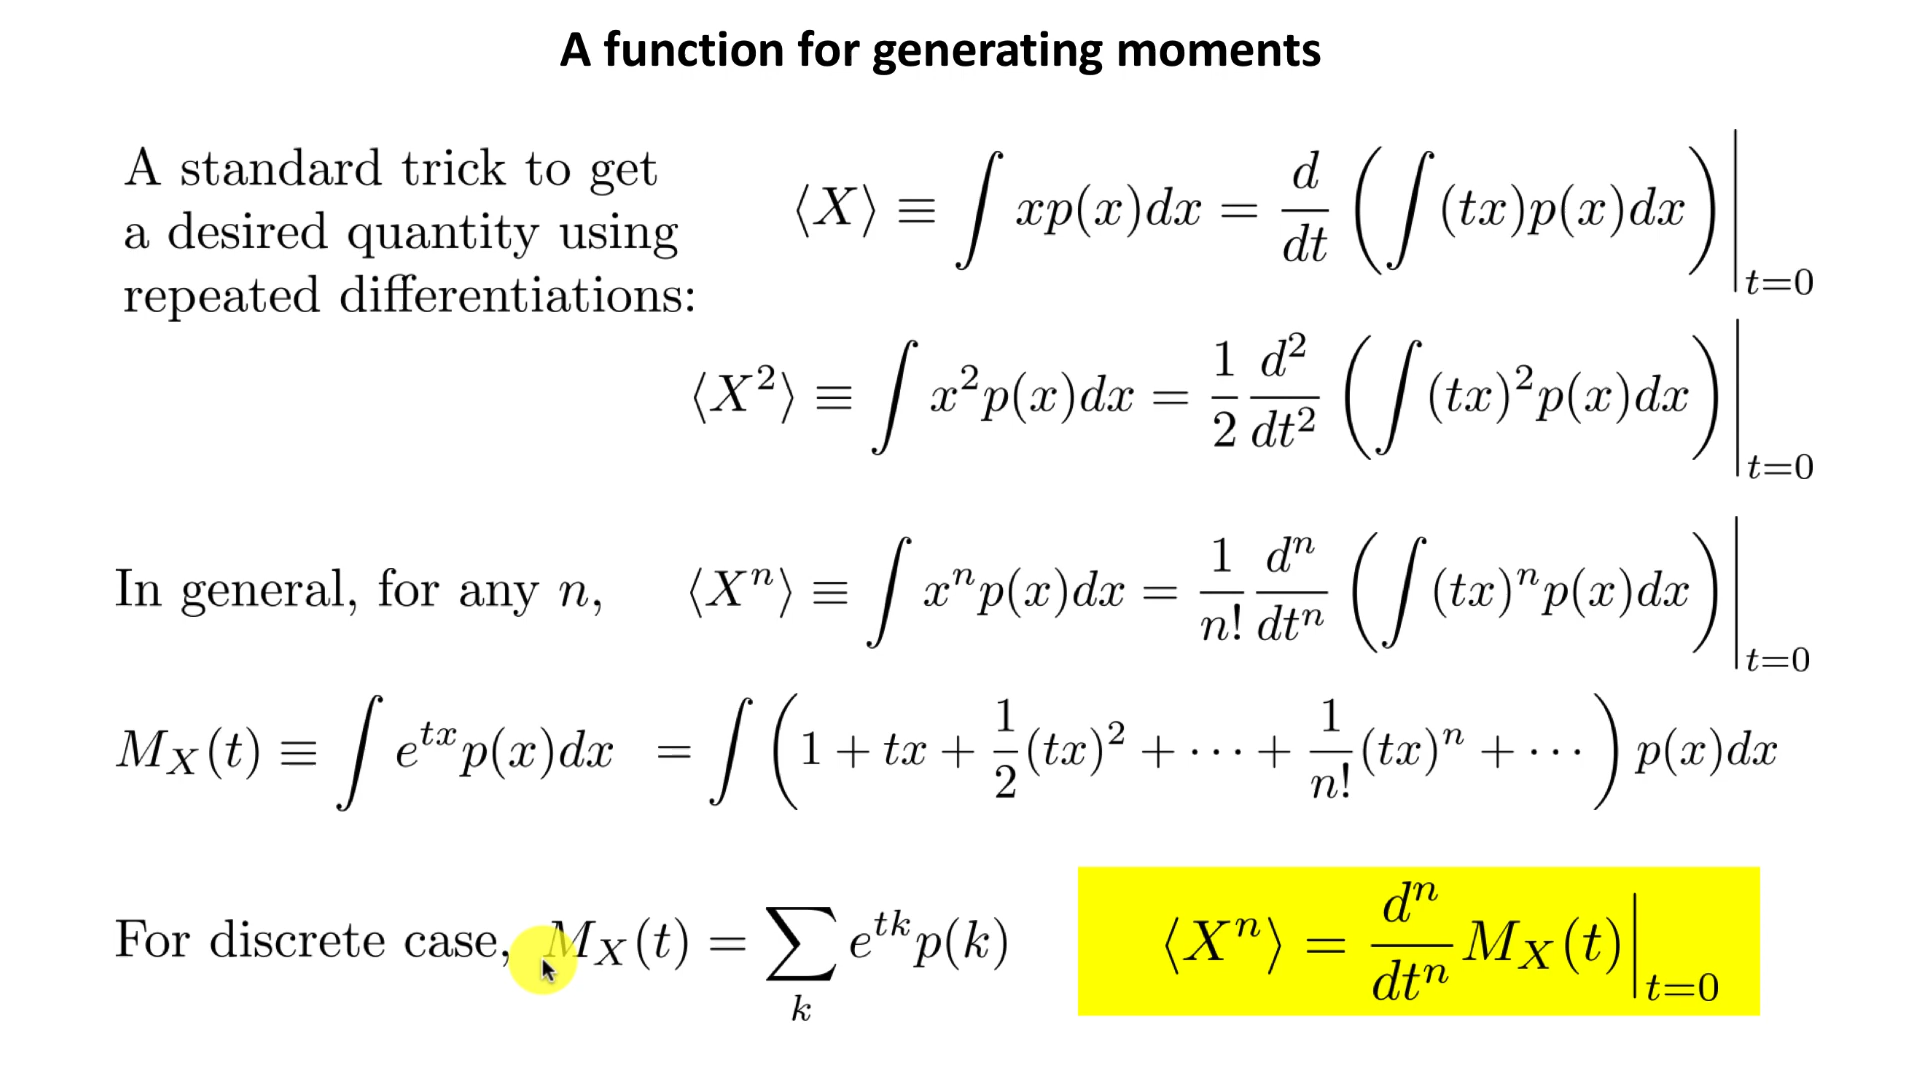 A function for generating moments
A standard trick to get
a desired quantity using
repeated differentiations:
⟨X⟩ ≡ ∫ xp(x)dx = d/dt (∫(tx)p(x)dx)|_{t=0}
⟨X²⟩ ≡ ∫ x²p(x)dx = 1/2 d²/dt² (∫(tx)²p(x)dx)|_{t=0}
In general, for any n, ⟨Xⁿ⟩ ≡ ∫ xⁿp(x)dx = 1/n! dⁿ/dtⁿ (∫(tx)ⁿp(x)dx)|_{t=0}
M_X(t) ≡ ∫ e^{tx}p(x)dx = ∫ (1 + tx + 1/2(tx)² + ⋯ + 1/n!(tx)ⁿ + ⋯) p(x)dx
For discrete case, M_X(t) = ∑_k e^{tk}p(k) ⟨Xⁿ⟩ = dⁿ/dtⁿ M_X(t)|_{t=0}